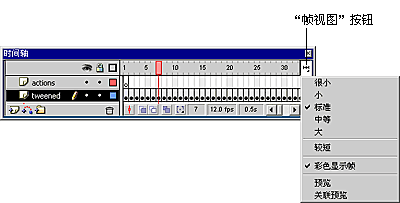 “帧视图”按钮
时间轴
1 5 10 15 20 25 30
actions
tweened
7 12.0 fps 0.5s
很小
小
标准
中等
大
较短
彩色显示帧
预览
关联预览